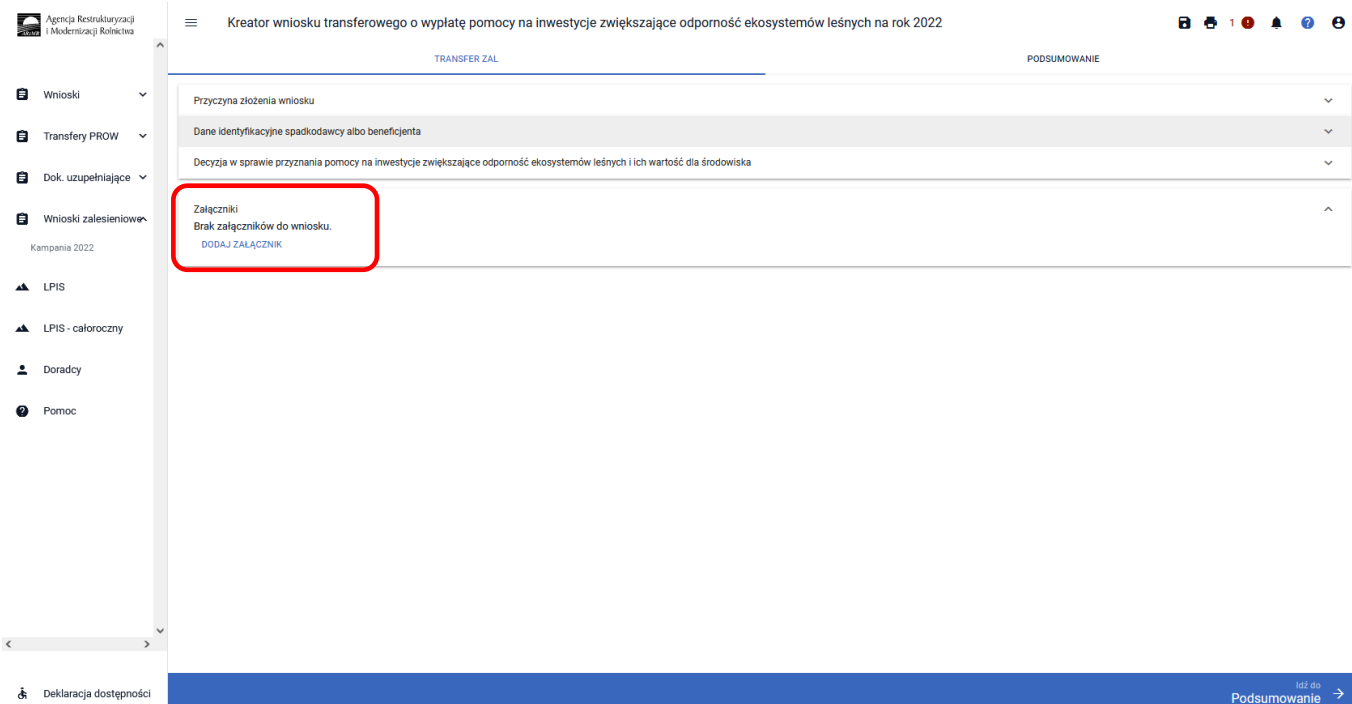 Agencja Restrukturyzacji
i Modernizacji Rolnictwa
ARiMR
Kreator wniosku transferowego o wypłatę pomocy na inwestycje zwiększające odporność ekosystemów leśnych na rok 2022
1
TRANSFER ZAL
PODSUMOWANIE
Wnioski
Transfery PROW
Dok. uzupełniające
Wnioski zalesieniowe
Kampania 2022
LPIS
LPIS - całoroczny
Doradcy
Pomoc
Deklaracja dostępności
Przyczyna złożenia wniosku
Dane identyfikacyjne spadkodawcy albo beneficjenta
Decyzja w sprawie przyznania pomocy na inwestycje zwiększające odporność ekosystemów leśnych i ich wartość dla środowiska
Załączniki
Brak załączników do wniosku.
DODAJ ZAŁĄCZNIK
Idź do
Podsumowanie